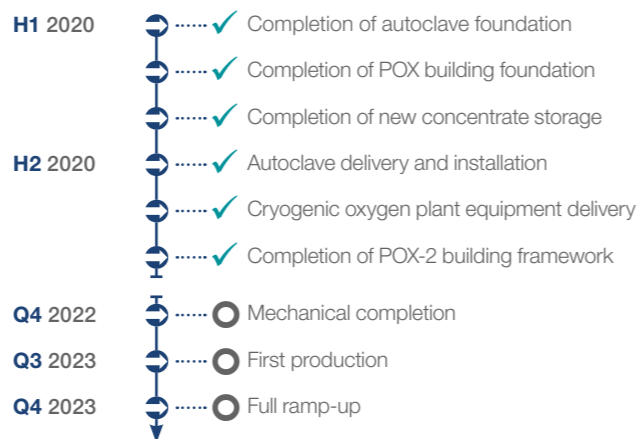 H1 2020 Completion of autoclave foundation
Completion of POX building foundation
Completion of new concentrate storage
H2 2020 Autoclave delivery and installation
Cryogenic oxygen plant equipment delivery
Completion of POX-2 building framework
Q4 2022 Mechanical completion
Q3 2023 First production
Q4 2023 Full ramp-up